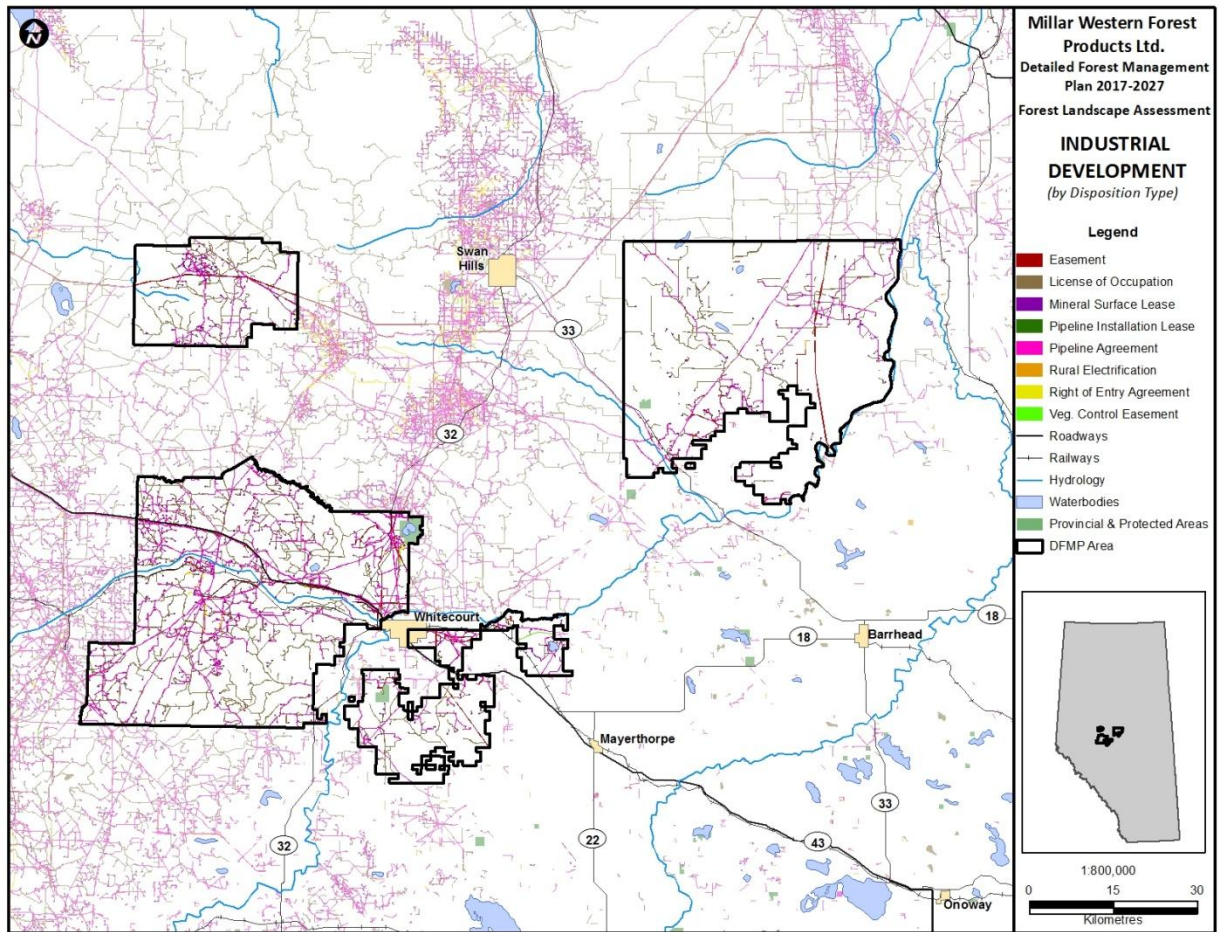 N
Swan
Hills
33
32
Whitecourt
18
18
Barrhead
Mayerthorpe
33
32
22
43
Onoway
Millar Western Forest
Products Ltd.
Detailed Forest Management
Plan 2017-2027
Forest Landscape Assessment
INDUSTRIAL
DEVELOPMENT
(by Disposition Type)
Legend
Easement
License of Occupation
Mineral Surface Lease
Pipeline Installation Lease
Pipeline Agreement
Rural Electrification
Right of Entry Agreement
Veg. Control Easement
Roadways
Railways
Hydrology
Waterbodies
Provincial & Protected Areas
DFMP Area
1:800,000
0 15 30
Kilometres